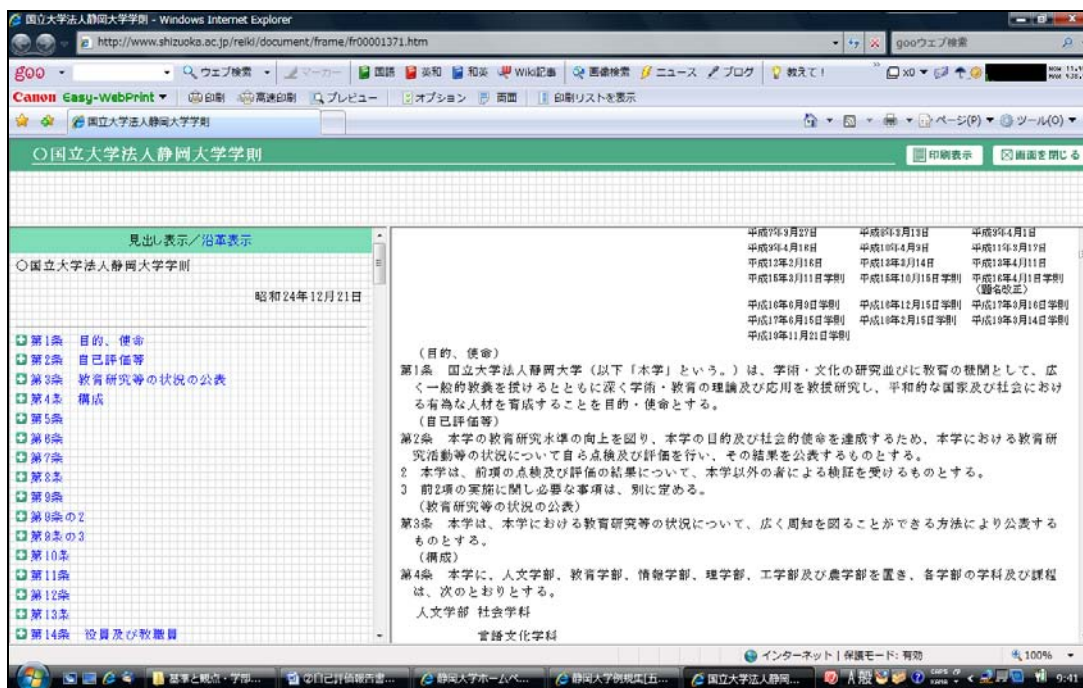 国立大学法人静岡大学学則 - Windows Internet Explorer
http://www.shizuoka.ac.jp/reiki/document/frame/fr00001371.htm
gooウェブ検索
goo
ウェブ検索 マーカー 国語 英和 和英 Wiki記事 画像検索 ニュース ブログ 教えて! x0
Canon Easy-WebPrint 印刷 高速印刷 プレビュー オプション 両面 印刷リストを表示
国立大学法人静岡大学学則
ページ(P) ツール(O)
○国立大学法人静岡大学学則
印刷表示 画面を閉じる
見出し表示/沿革表示
○国立大学法人静岡大学学則
昭和24年12月21日
第1条 目的、使命
第2条 自己評価等
第3条 教育研究等の状況の公表
第4条 構成
第5条
第6条
第7条
第8条
第9条
第9条の2
第9条の3
第10条
第11条
第12条
第13条
第14条 役員及び教職員
平成9年4月1日
平成9年4月16日 平成10年4月9日 平成11年3月17日
平成12年2月16日 平成13年3月14日 平成13年4月11日
平成15年3月11日学則 平成15年10月15日学則 平成16年4月1日学則
(題名改正)
平成16年6月9日学則 平成16年12月15日学則 平成17年3月16日学則
平成17年6月15日学則 平成18年2月15日学則 平成19年3月14日学則
平成19年11月21日学則
(目的、使命)
第1条 国立大学法人静岡大学(以下「本学」という。)は、学術・文化の研究並びに教育の機関として、広
く一般的教養を授けるとともに深く学術・教育の理論及び応用を教授研究し、平和的な国家及び社会におけ
る有為な人材を育成することを目的・使命とする。
(自己評価等)
第2条 本学の教育研究水準の向上を図り、本学の目的及び社会的使命を達成するため、本学における教育研
究活動等の状況について自ら点検及び評価を行い、その結果を公表するものとする。
2 本学は、前項の点検及び評価の結果について、本学以外の者による検証を受けるものとする。
3 前2項の実施に関し必要な事項は、別に定める。
(教育研究等の状況の公表)
第3条 本学は、本学における教育研究等の状況について、広く周知を図ることができる方法により公表する
ものとする。
(構成)
第4条 本学に、人文学部、教育学部、情報学部、理学部、工学部及び農学部を置き、各学部の学科及び課程
は、次のとおりとする。
人文学部 社会学科
言語文化学科
インターネット | 保護モード: 有効 100%
基準と観点・学部... ②自己評価報告書... 静岡大学ホームペ... 静岡大学例規集[五... 国立大学法人静岡... A 般 9:41